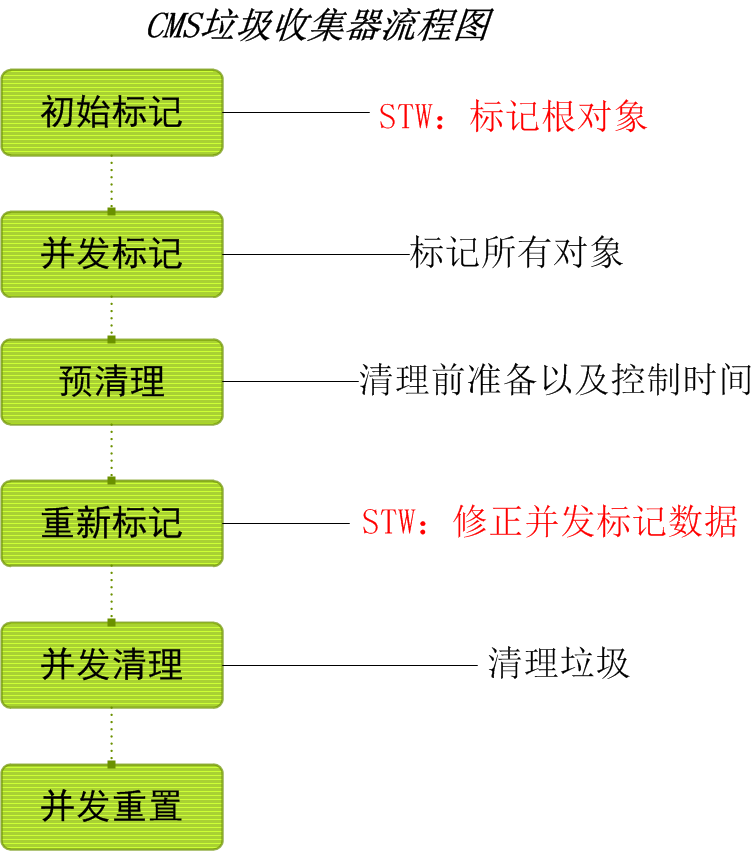 CMS垃圾收集器流程图
初始标记
STW：标记根对象
并发标记
标记所有对象
预清理
清理前准备以及控制时间
重新标记
STW：修正并发标记数据
并发清理
清理垃圾
并发重置